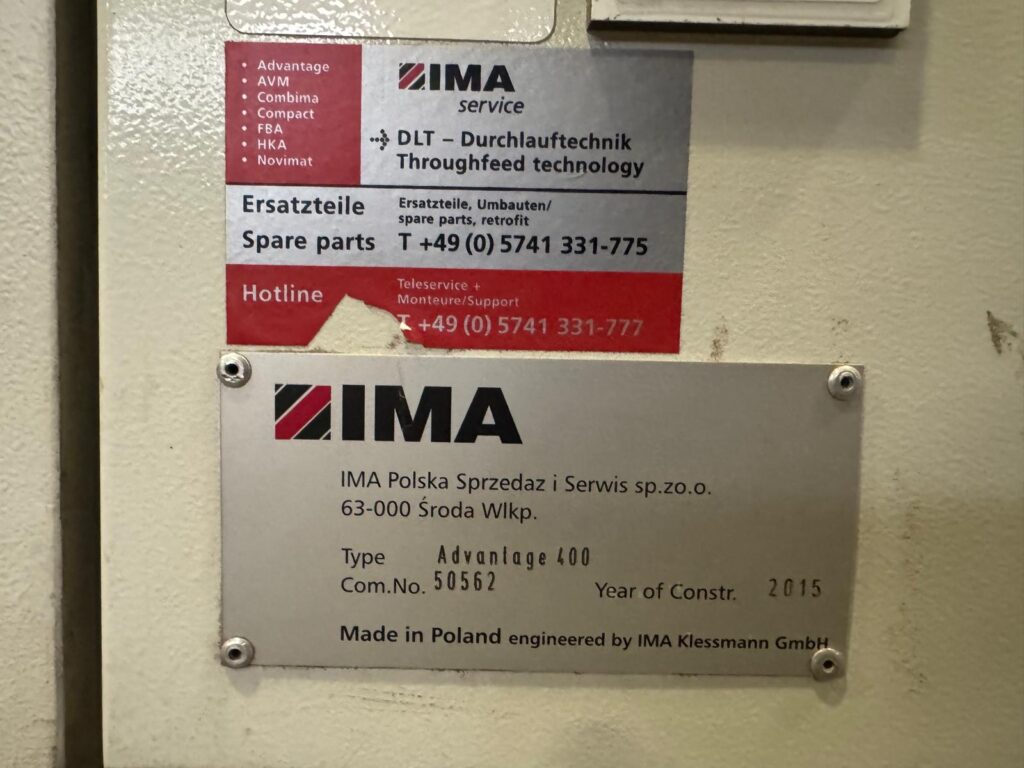 • Advantage
• AVM
• Combima
• Compact
• FBA
• HKA
• Novimat
IMA
service
DLT – Durchlauftechnik
Throughfeed technology
Ersatzteile
Spare parts
Ersatzteile, Umbauten/
spare parts, retrofit
T +49 (0) 5741 331-775
Hotline
Teleservice +
Monteure/Support
T +49 (0) 5741 331-777
IMA
IMA Polska Sprzedaz i Serwis sp.zo.o.
63-000 Środa Wlkp.
Type Advantage 400
Com.No. 50562 Year of Constr. 2015
Made in Poland engineered by IMA Klessmann GmbH